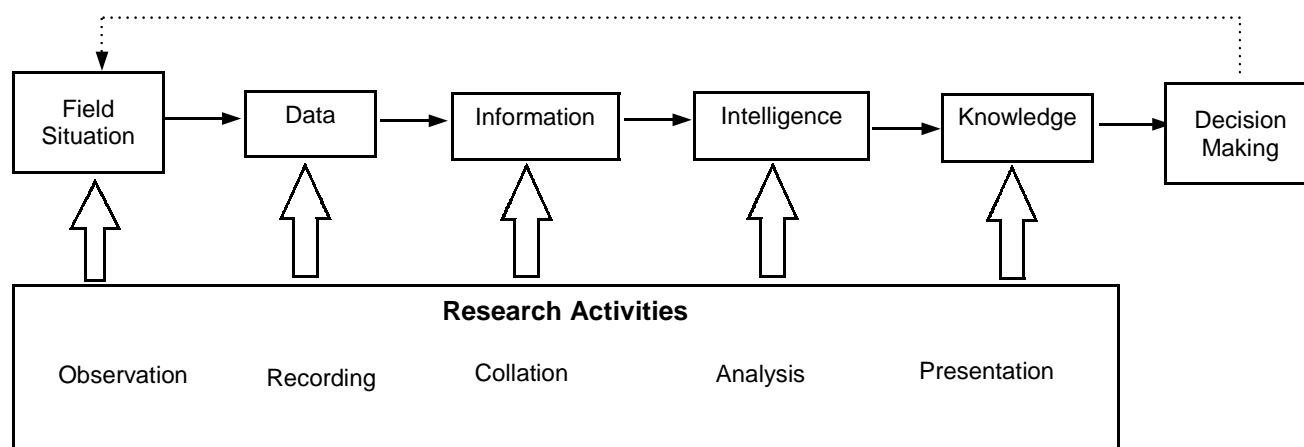 Field
Situation
Data
Information
Intelligence
Knowledge
Decision
Making
Research Activities
Observation
Recording
Collation
Analysis
Presentation